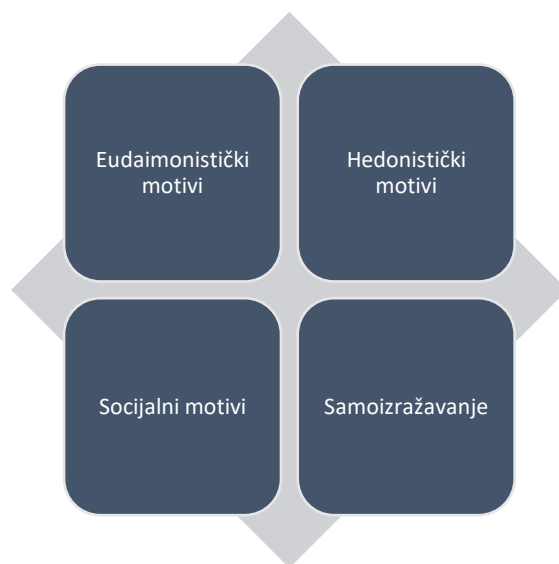 Eudaimonistički
motivi
Hedonistički
motivi
Socijalni motivi
Samoizražavanje